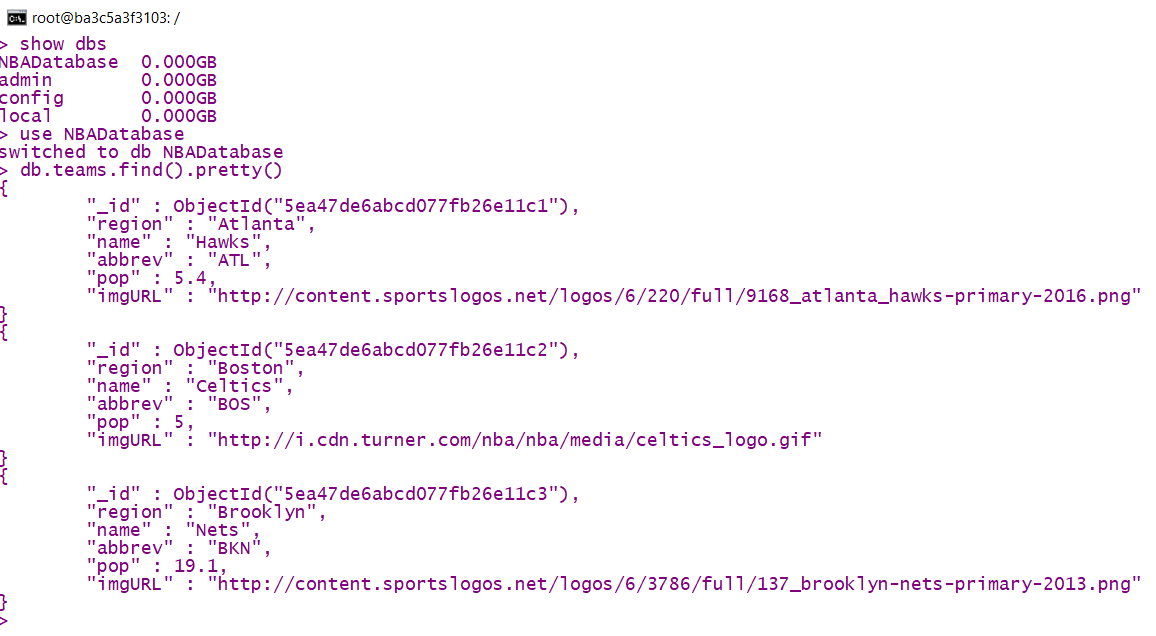 root@ba3c5a3f3103: /
> show dbs
NBADatabase  0.000GB
admin        0.000GB
config       0.000GB
local        0.000GB
> use NBADatabase
switched to db NBADatabase
> db.teams.find().pretty()
{
        "_id" : ObjectId("5ea47de6abcd077fb26e11c1"),
        "region" : "Atlanta",
        "name" : "Hawks",
        "abbrev" : "ATL",
        "pop" : 5.4,
        "imgURL" : "http://content.sportslogos.net/logos/6/220/full/9168_atlanta_hawks-primary-2016.png"
}
{
        "_id" : ObjectId("5ea47de6abcd077fb26e11c2"),
        "region" : "Boston",
        "name" : "Celtics",
        "abbrev" : "BOS",
        "pop" : 5,
        "imgURL" : "http://i.cdn.turner.com/nba/nba/media/celtics_logo.gif"
}
{
        "_id" : ObjectId("5ea47de6abcd077fb26e11c3"),
        "region" : "Brooklyn",
        "name" : "Nets",
        "abbrev" : "BKN",
        "pop" : 19.1,
        "imgURL" : "http://content.sportslogos.net/logos/6/3786/full/137_brooklyn-nets-primary-2013.png"
}
>